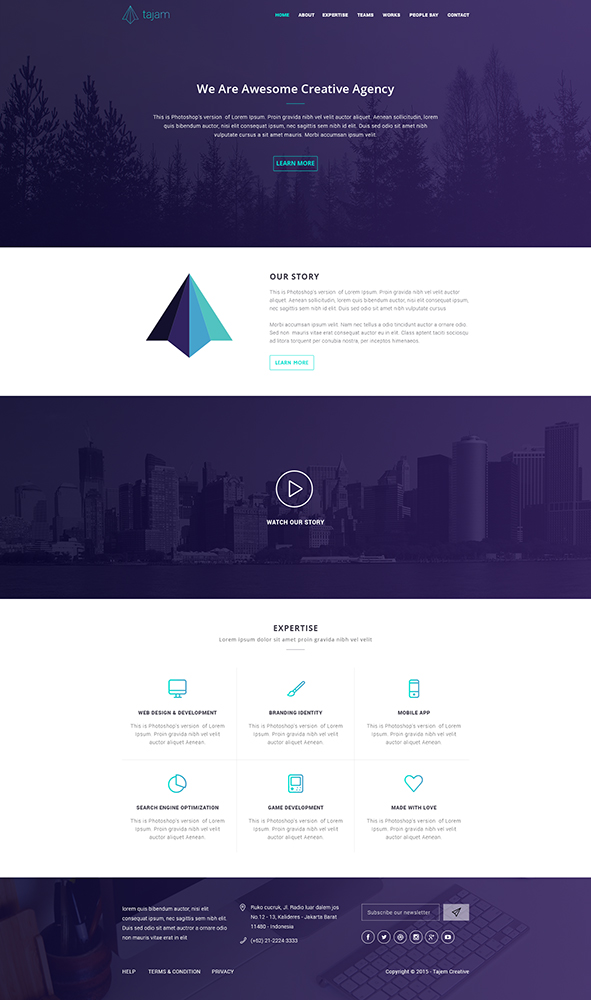 tajam
HOME ABOUT EXPERTISE TEAMS WORKS PEOPLE SAY CONTACT
We Are Awesome Creative Agency
This is Photoshop's version of Lorem Ipsum. Proin gravida nibh vel velit auctor aliquet. Aenean sollicitudin, lorem
quis bibendum auctor, nisi elit consequat ipsum, nec sagittis sem nibh id elit. Duis sed odio sit amet nibh
vulputate cursus a sit amet mauris. Morbi accumsan ipsum velit.
LEARN MORE
OUR STORY
This is Photoshop's version of Lorem Ipsum. Proin gravida nibh vel velit auctor
aliquet. Aenean sollicitudin, lorem quis bibendum auctor, nisi elit consequat ipsum,
nec sagittis sem nibh id elit. Duis sed odio sit amet nibh vulputate cursus
Morbi accumsan ipsum velit. Nam nec tellus a odio tincidunt auctor a ornare odio.
Sed non mauris vitae erat consequat auctor eu in elit. Class aptent taciti sociosqu
ad litora torquent per conubia nostra, per inceptos himenaeos.
LEARN MORE
WATCH OUR STORY
EXPERTISE
Lorem ipsum dolor sit amet proin gravida nibh vel velit
WEB DESIGN & DEVELOPMENT
This is Photoshop's version of Lorem
Ipsum. Proin gravida nibh vel velit
auctor aliquet Aenean.
BRANDING IDENTITY
This is Photoshop's version of Lorem
Ipsum. Proin gravida nibh vel velit
auctor aliquet Aenean.
MOBILE APP
This is Photoshop's version of Lorem
Ipsum. Proin gravida nibh vel velit
auctor aliquet Aenean.
SEARCH ENGINE OPTIMIZATION
This is Photoshop's version of Lorem
Ipsum. Proin gravida nibh vel velit
auctor aliquet Aenean.
GAME DEVELOPMENT
This is Photoshop's version of Lorem
Ipsum. Proin gravida nibh vel velit
auctor aliquet Aenean.
MADE WITH LOVE
This is Photoshop's version of Lorem
Ipsum. Proin gravida nibh vel velit
auctor aliquet Aenean.
lorem quis bibendum auctor, nisi elit
consequat ipsum, nec sagittis sem nibh id elit.
Duis sed odio sit amet auctror a ornare odio
non mauris vitae erat in elit
Ruko cucruk, Jl. Radio luar dalem jos
No.12 - 13, Kalideres - Jakarta Barat
11480 - Indonesia
(+62) 21-2224 3333
Subscribe our newsletter
HELP TERMS & CONDITION PRIVACY
Copyright © 2015 - Tajem Creative